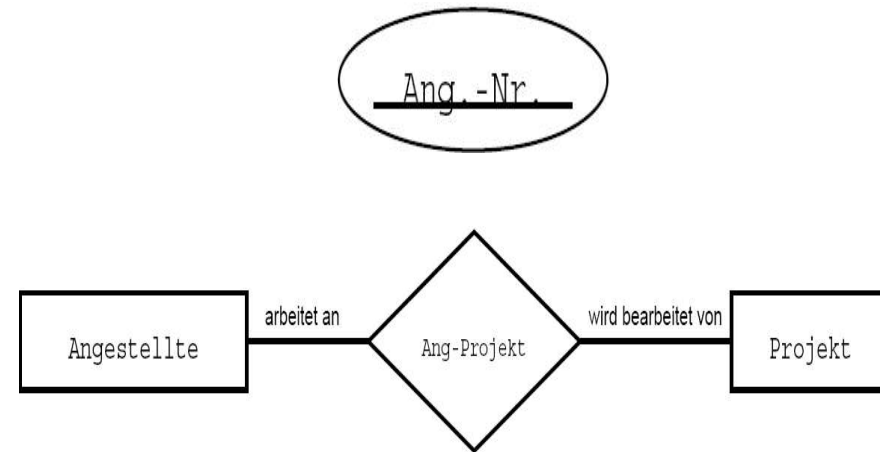 Ang.-Nr.
arbeitet an
wird bearbeitet von
Angestellte
Ang-Projekt
Projekt